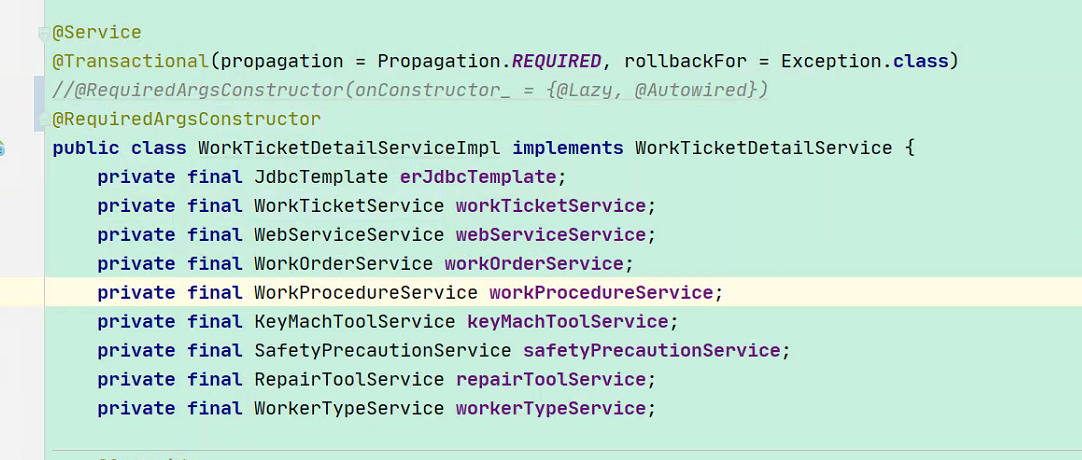 @Service
@Transactional(propagation = Propagation.REQUIRED, rollbackFor = Exception.class)
//@RequiredArgsConstructor(onConstructor_ = {@Lazy, @Autowired})
@RequiredArgsConstructor
public class WorkTicketDetailServiceImpl implements WorkTicketDetailService {
private final JdbcTemplate erJdbcTemplate;
private final WorkTicketService workTicketService;
private final WebServiceService webServiceService;
private final WorkOrderService workOrderService;
private final WorkProcedureService workProcedureService;
private final KeyMachToolService keyMachToolService;
private final SafetyPrecautionService safetyPrecautionService;
private final RepairToolService repairToolService;
private final WorkerTypeService workerTypeService;